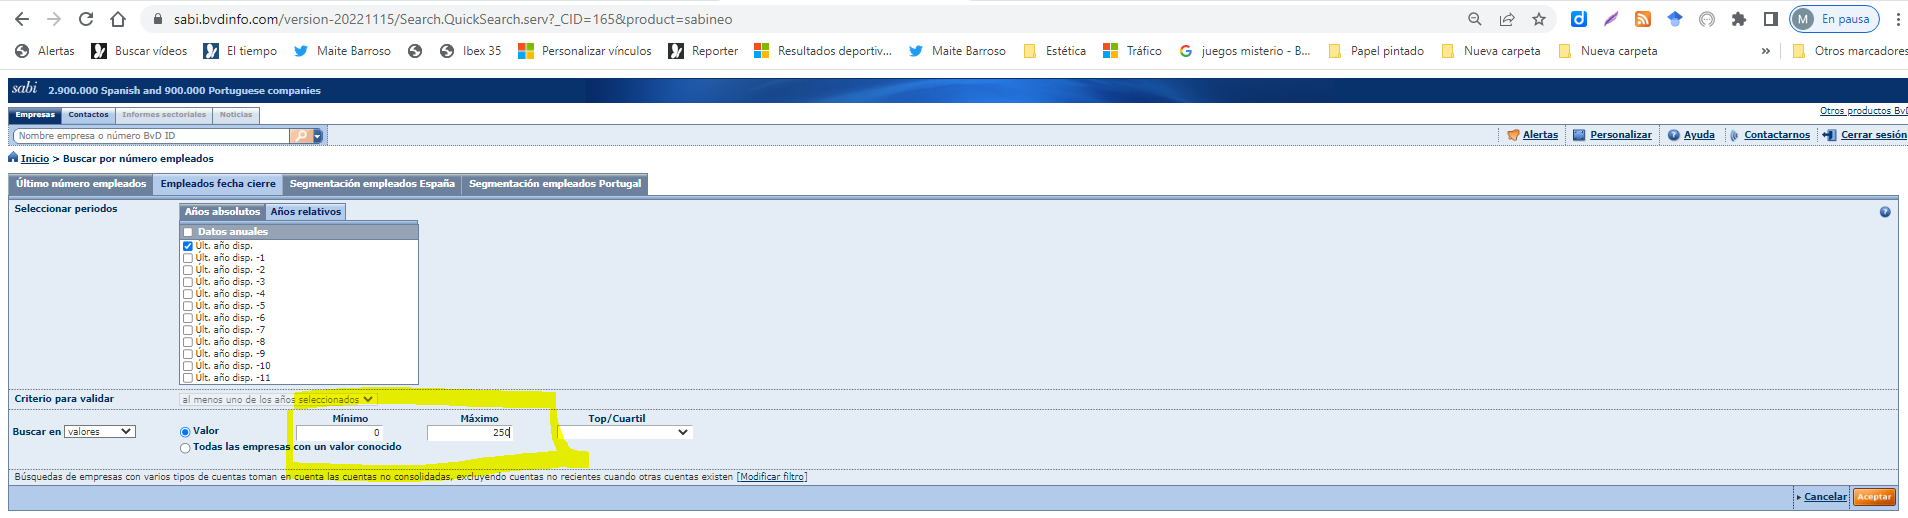 sabi.bvdinfo.com/version-20221115/Search.QuickSearch.serv?_CID=165&product=sabineo
M En pausa
Alertas Buscar vídeos El tiempo Maite Barroso Ibex 35 Personalizar vínculos Reporter Resultados deportiv... Maite Barroso Estética Tráfico juegos misterio - B... Papel pintado Nueva carpeta Nueva carpeta » Otros marcadores
sabi 2.900.000 Spanish and 900.000 Portuguese companies
Empresas Contactos Informes sectoriales Noticias
Otros productos BvD
Nombre empresa o número BvD ID
Alertas Personalizar Ayuda Contactarnos Cerrar sesión
Inicio > Buscar por número empleados
Último número empleados Empleados fecha cierre Segmentación empleados España Segmentación empleados Portugal
Seleccionar periodos
Años absolutos Años relativos
Datos anuales
Últ. año disp.
Últ. año disp. -1
Últ. año disp. -2
Últ. año disp. -3
Últ. año disp. -4
Últ. año disp. -5
Últ. año disp. -6
Últ. año disp. -7
Últ. año disp. -8
Últ. año disp. -9
Últ. año disp. -10
Últ. año disp. -11
Criterio para validar al menos uno de los años seleccionados
Mínimo Máximo Top/Cuartil
Buscar en valores Valor 0 250
Todas las empresas con un valor conocido
Búsquedas de empresas con varios tipos de cuentas toman en cuenta las cuentas no consolidadas, excluyendo cuentas no recientes cuando otras cuentas existen [Modificar filtro]
Cancelar Aceptar